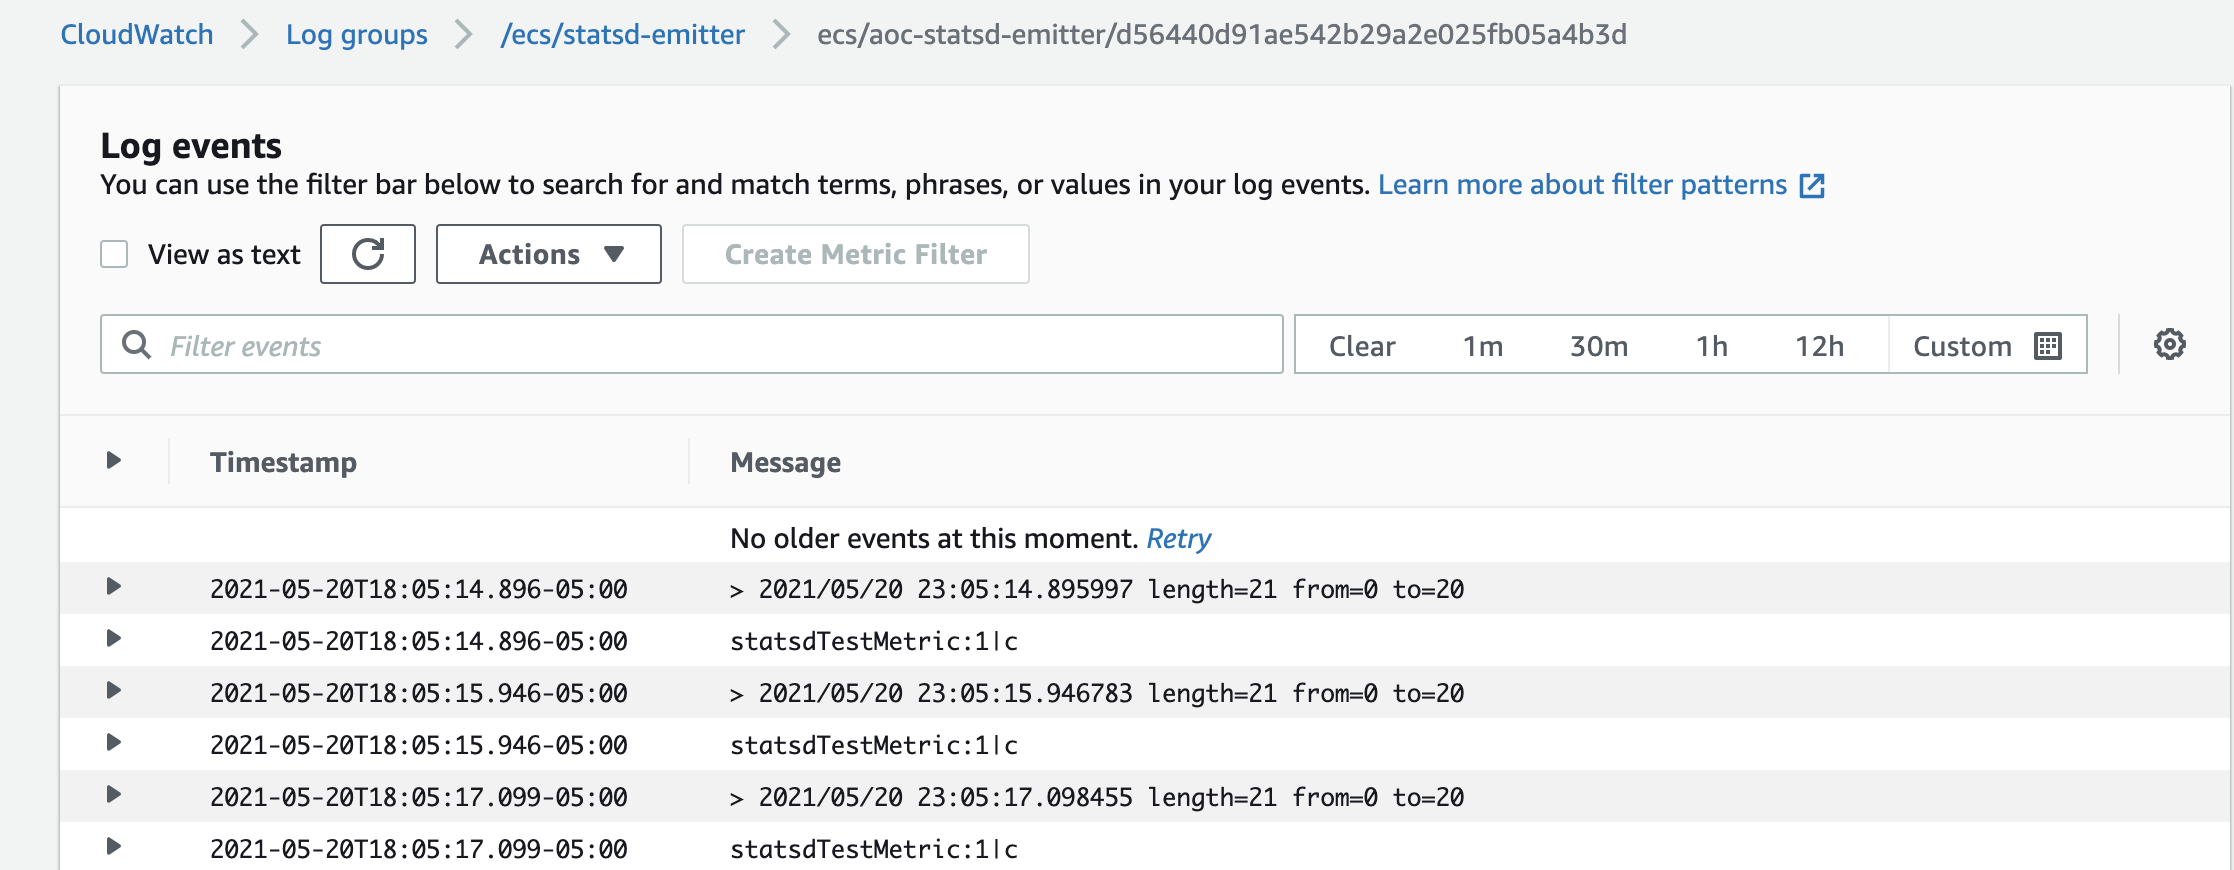 CloudWatch > Log groups > /ecs/statsd-emitter > ecs/aoc-statsd-emitter/d56440d91ae542b29a2e025fb05a4b3d
Log events
You can use the filter bar below to search for and match terms, phrases, or values in your log events. Learn more about filter patterns
View as text Actions Create Metric Filter
Filter events Clear 1m 30m 1h 12h Custom
Timestamp Message
No older events at this moment. Retry
2021-05-20T18:05:14.896-05:00 > 2021/05/20 23:05:14.895997 length=21 from=0 to=20
2021-05-20T18:05:14.896-05:00 statsdTestMetric:1|c
2021-05-20T18:05:15.946-05:00 > 2021/05/20 23:05:15.946783 length=21 from=0 to=20
2021-05-20T18:05:15.946-05:00 statsdTestMetric:1|c
2021-05-20T18:05:17.099-05:00 > 2021/05/20 23:05:17.098455 length=21 from=0 to=20
2021-05-20T18:05:17.099-05:00 statsdTestMetric:1|c